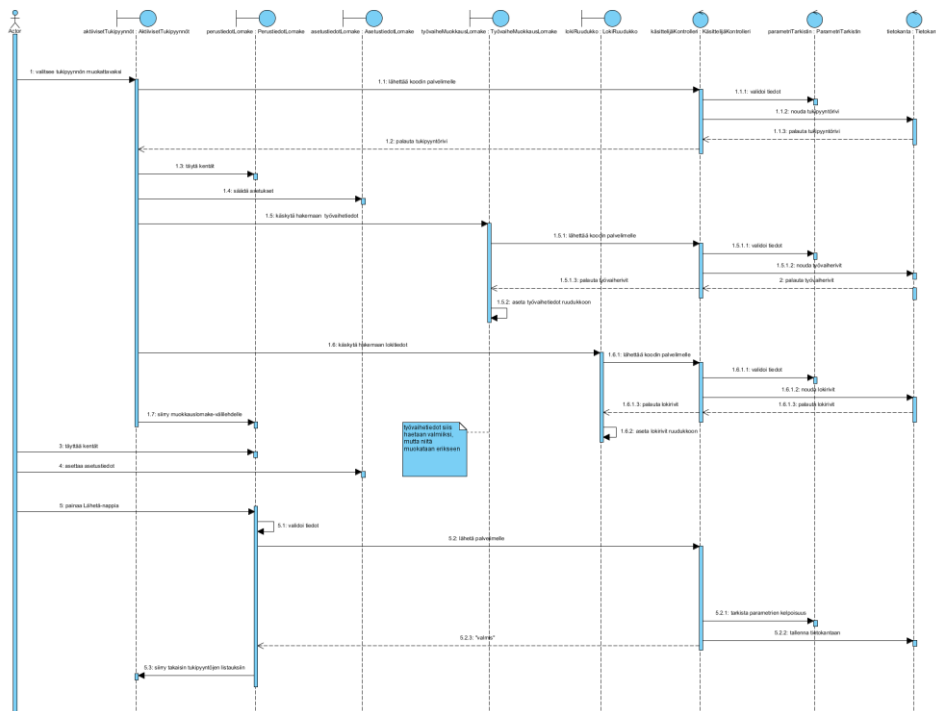 Actor
aktiivisetTukipyynnöt : AktiivisetTukipyynnöt
perustiedotLomake : PerustiedotLomake
asetustiedotLomake : AsetustiedotLomake
työvaiheMuokkausLomake : TyövaiheMuokkausLomake
lokiRuudukko : LokiRuudukko
käsittelijäKontrolleri : KäsittelijäKontrolleri
parametriTarkistin : ParametriTarkistin
tietokanta : Tietokanta
1: valitsee tukipyynnön muokattavaksi
1.1: lähettää koodin palvelimelle
1.1.1: validoi tiedot
1.1.2: nouda tukipyyntörivi
1.1.3: palauta tukipyyntörivi
1.2: palauta tukipyyntörivi
1.3: täytä kentät
1.4: säädä asetukset
1.5: käskytä hakemaan työvaihetiedot
1.5.1: lähettää koodin palvelimelle
1.5.1.1: validoi tiedot
1.5.1.2: nouda työvaiherivit
1.5.1.3: palauta työvaiherivit
2: palauta työvaiherivit
1.5.2: aseta työvaihetiedot ruudukkoon
1.6: käskytä hakemaan lokitiedot
1.6.1: lähettää koodin palvelimelle
1.6.1.1: validoi tiedot
1.6.1.2: nouda lokirivit
1.6.1.3: palauta lokirivit
1.6.1.3: palauta lokirivit
1.7: siirry muokkauslomake-välilehdelle
työvaihetiedot siis
haetaan valmiiksi,
mutta niitä
muokataan erikseen
1.6.2: aseta lokirivit ruudukkoon
3: täyttää kentät
4: asettaa asetustiedot
5: painaa Lähetä-nappia
5.1: validoi tiedot
5.2: lähetä palvelimelle
5.2.1: tarkista parametrien kelpoisuus
5.2.2: tallenna tietokantaan
5.2.3: "valmis"
5.3: siirry takaisin tukipyyntöjen listauksiin